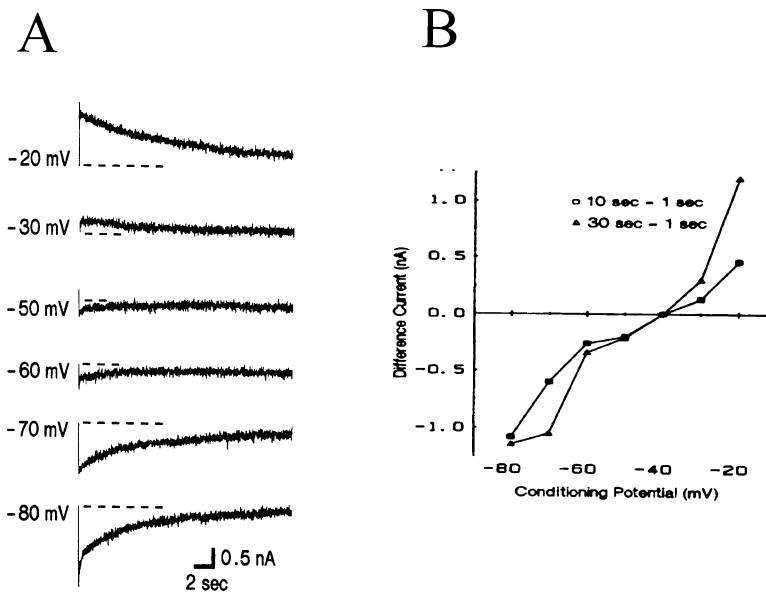 A
-20 mV
-30 mV
-50 mV
-60 mV
-70 mV
-80 mV
0.5 nA
2 sec
B
1.0
0.5
0.0
-0.5
-1.0
Difference Current (nA)
10 sec - 1 sec
30 sec - 1 sec
-80 -60 -40 -20
Conditioning Potential (mV)